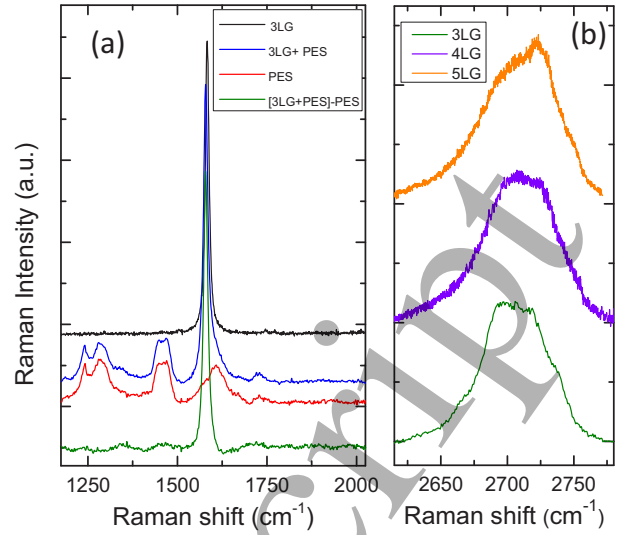 (a)
3LG
3LG+ PES
PES
[3LG+PES]-PES
(b)
3LG
4LG
5LG
Raman Intensity (a.u.)
1250 1500 1750 2000
2650 2700 2750
Raman shift (cm-1)
Raman shift (cm-1)
cript